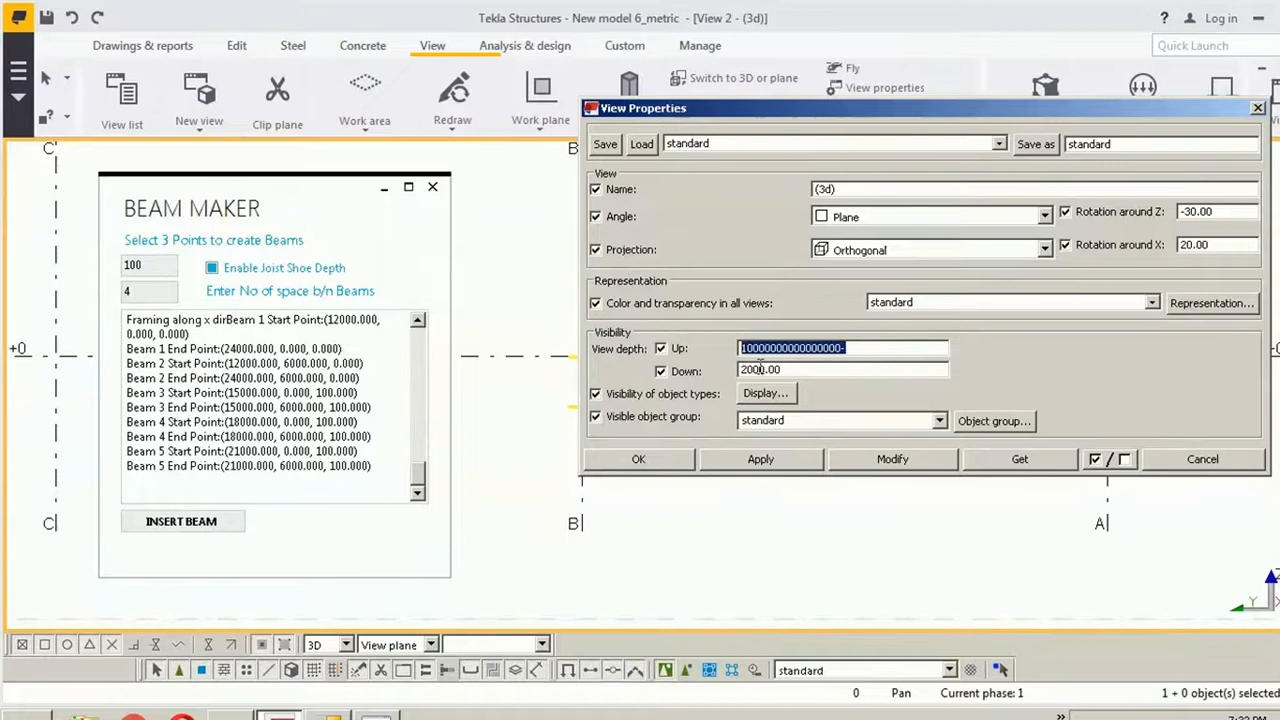 Tekla Structures - New model 6_metric - [View 2 - (3d)]
? Log in
Drawings & reports Edit Steel Concrete View Analysis & design Custom Manage Quick Launch
View list New view Clip plane Work area Redraw Work plane Switch to 3D or plane Fly View properties
View Properties
Save Load standard Save as standard
View
Name: (3d)
Angle: Plane Rotation around Z: -30.00
Projection: Orthogonal Rotation around X: 20.00
Representation
Color and transparency in all views: standard Representation...
Visibility
View depth: Up: 10000000000000000-
Down: 2000.00
Visibility of object types: Display...
Visible object group: standard Object group...
OK Apply Modify Get / Cancel
C B
BEAM MAKER
Select 3 Points to create Beams
100 Enable Joist Shoe Depth
4 Enter No of space b/n Beams
Framing along x dirBeam 1 Start Point:(12000.000,
0.000, 0.000)
Beam 1 End Point:(24000.000, 0.000, 0.000)
Beam 2 Start Point:(12000.000, 6000.000, 0.000)
Beam 2 End Point:(24000.000, 6000.000, 0.000)
Beam 3 Start Point:(15000.000, 0.000, 100.000)
Beam 3 End Point:(15000.000, 6000.000, 100.000)
Beam 4 Start Point:(18000.000, 0.000, 100.000)
Beam 4 End Point:(18000.000, 6000.000, 100.000)
Beam 5 Start Point:(21000.000, 0.000, 100.000)
Beam 5 End Point:(21000.000, 6000.000, 100.000)
INSERT BEAM
+0 +0
C B A
Z
Y
3D View plane
standard
0 Pan Current phase: 1 1 + 0 object(s) selected